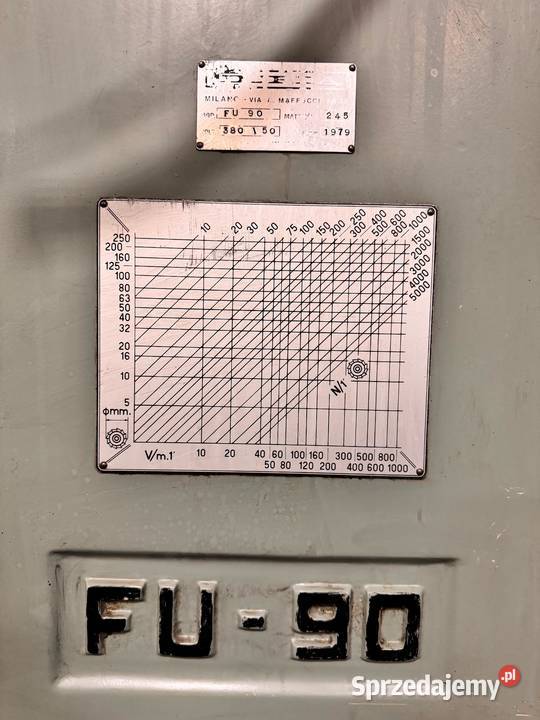 MILANO - VIA A. MAFFUCCI
MOD. FU 90 MATR. 245
VOLT 380 \ 50 1979
10 20 30 50 75 100 150 200 250 300 400 500 600 800 1000
1500
2000
3000
4000
5000
250
200
160
125
100
80
63
50
40
32
20
16
10
5
Φmm.
N/1'
V/m.1' 10 20 40 60 100 160 300 500 800
50 80 120 200 400 600 1000
FU-90
Sprzedajemy.pl